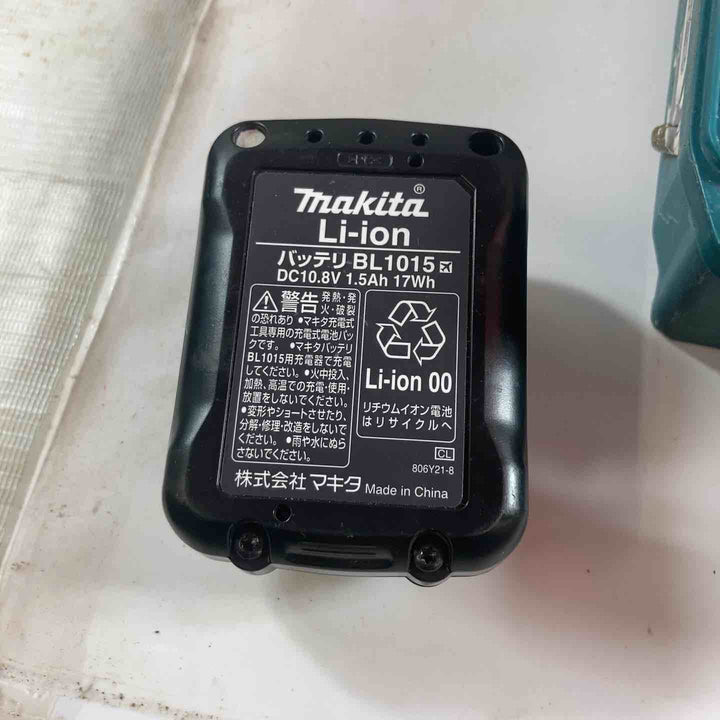 makita®
Li-ion
バッテリ BL1015
DC10.8V 1.5Ah 17Wh
警告 発熱・発
火・破裂
の恐れあり ●マキタ充電式
工具専用の充電式電池パッ
クです。 ●マキタバッテリ
BL1015用充電器で充電
してください。 ●火中投入、
加熱、高温での充電・使用・
放置をしないでください。
●変形やショートさせたり、
分解・修理・改造をしないで
ください。 ●雨や水にぬら
さないでください。
Li-ion 00
リチウムイオン電池
はリサイクルへ
CL
806Y21-8
株式会社 マキタ Made in China